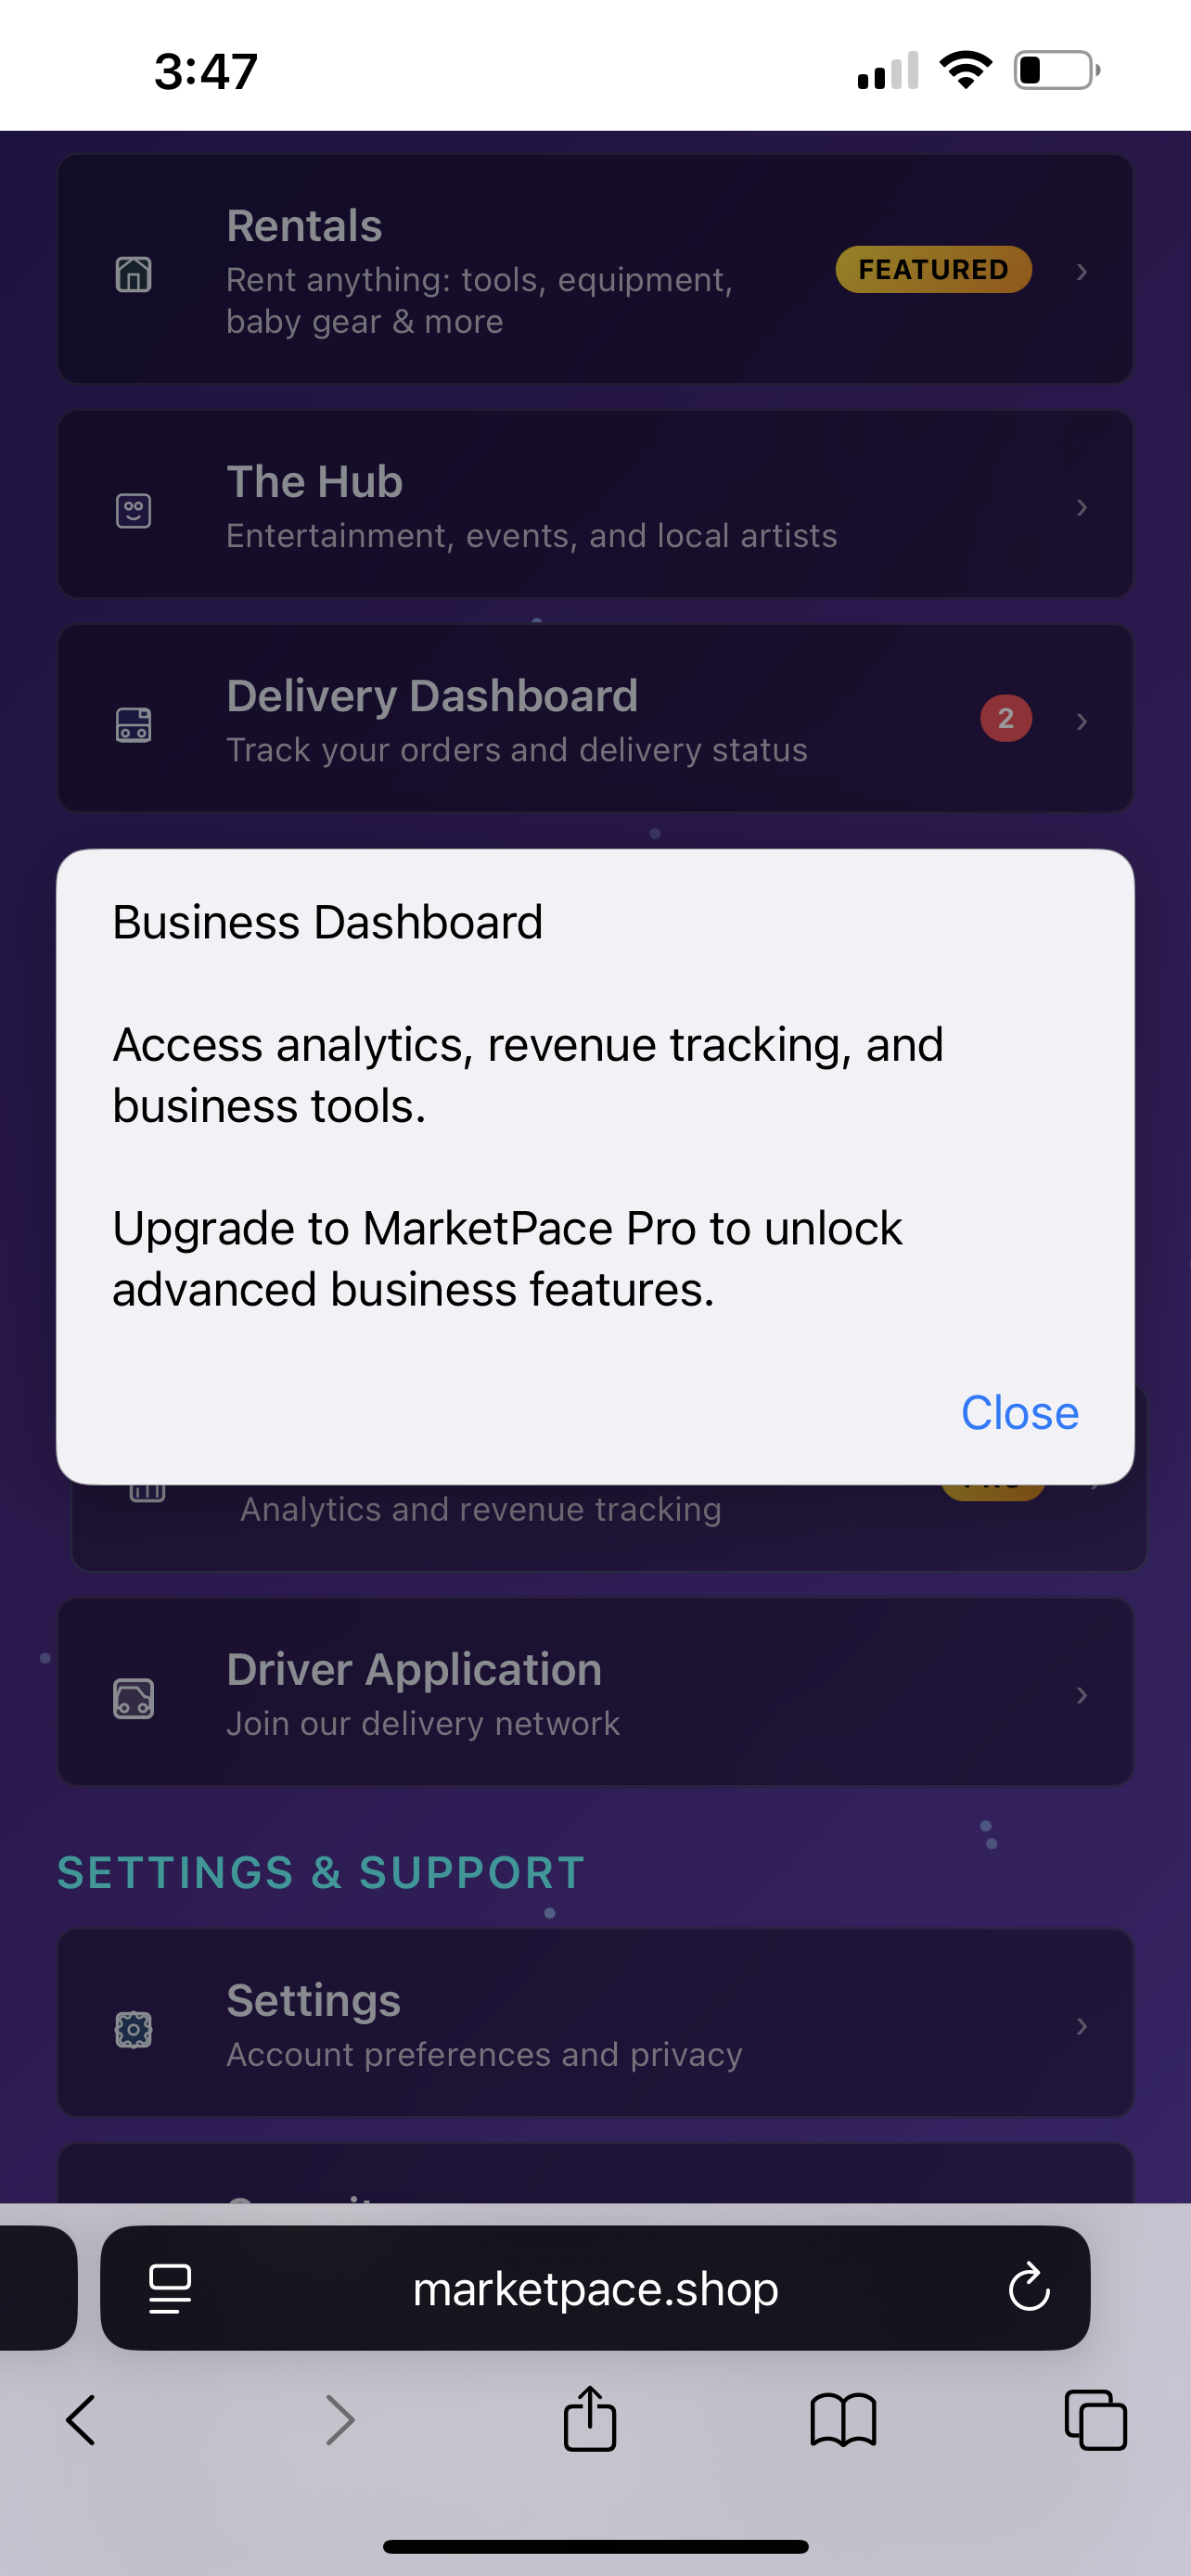 3:47
Rentals
Rent anything: tools, equipment,
baby gear & more
FEATURED
The Hub
Entertainment, events, and local artists
Delivery Dashboard
Track your orders and delivery status
2
Business Dashboard
Access analytics, revenue tracking, and
business tools.
Upgrade to MarketPace Pro to unlock
advanced business features.
Close
Analytics and revenue tracking
Driver Application
Join our delivery network
SETTINGS & SUPPORT
Settings
Account preferences and privacy
marketpace.shop